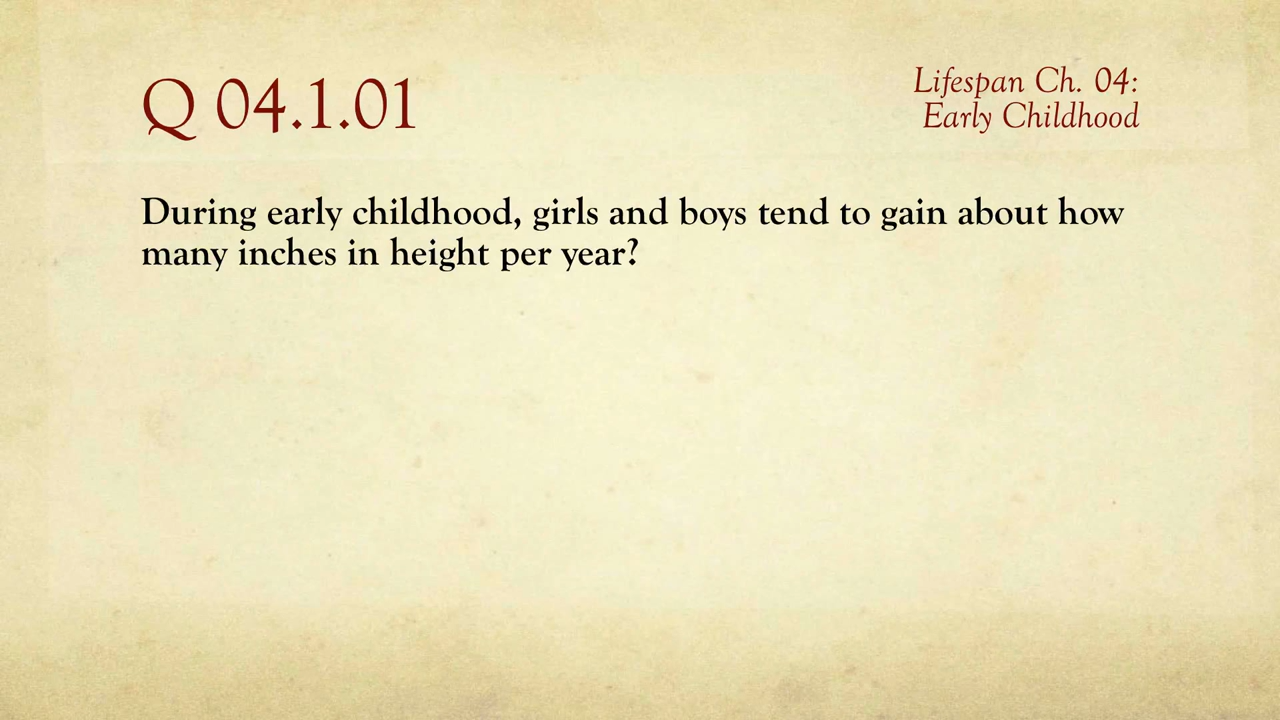 Q 04.1.01
Lifespan Ch. 04:
Early Childhood
During early childhood, girls and boys tend to gain about how
many inches in height per year?